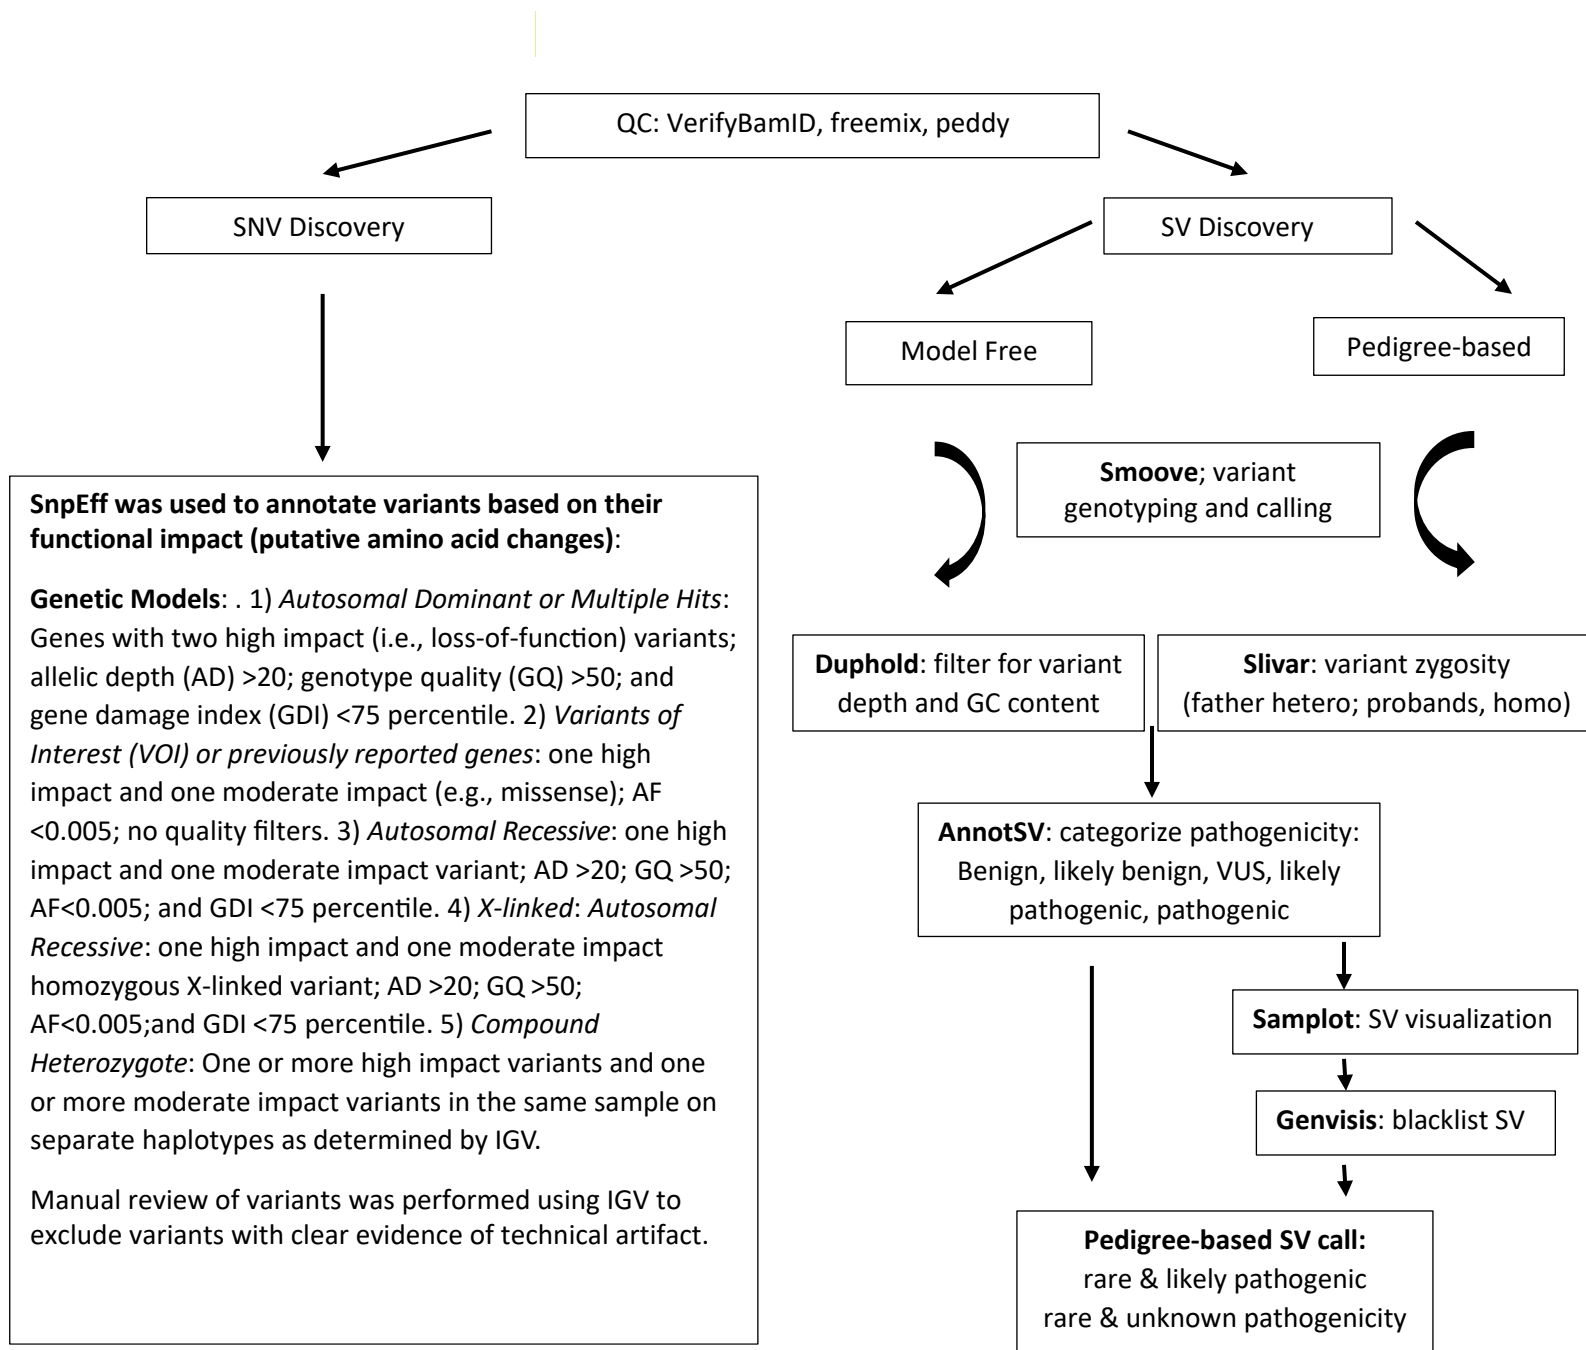 QC: VerifyBamID, freemix, peddy
SNV Discovery
SV Discovery
Model Free
Pedigree-based
Smoove; variant
genotyping and calling
SnpEff was used to annotate variants based on their
functional impact (putative amino acid changes):
Genetic Models: . 1) Autosomal Dominant or Multiple Hits:
Genes with two high impact (i.e., loss-of-function) variants;
allelic depth (AD) >20; genotype quality (GQ) >50; and
gene damage index (GDI) <75 percentile. 2) Variants of
Interest (VOI) or previously reported genes: one high
impact and one moderate impact (e.g., missense); AF
<0.005; no quality filters. 3) Autosomal Recessive: one high
impact and one moderate impact variant; AD >20; GQ >50;
AF<0.005; and GDI <75 percentile. 4) X-linked: Autosomal
Recessive: one high impact and one moderate impact
homozygous X-linked variant; AD >20; GQ >50;
AF<0.005;and GDI <75 percentile. 5) Compound
Heterozygote: One or more high impact variants and one
or more moderate impact variants in the same sample on
separate haplotypes as determined by IGV.
Manual review of variants was performed using IGV to
exclude variants with clear evidence of technical artifact.
Duphold: filter for variant
depth and GC content
Slivar: variant zygosity
(father hetero; probands, homo)
AnnotSV: categorize pathogenicity:
Benign, likely benign, VUS, likely
pathogenic, pathogenic
Samplot: SV visualization
Genvisis: blacklist SV
Pedigree-based SV call:
rare & likely pathogenic
rare & unknown pathogenicity